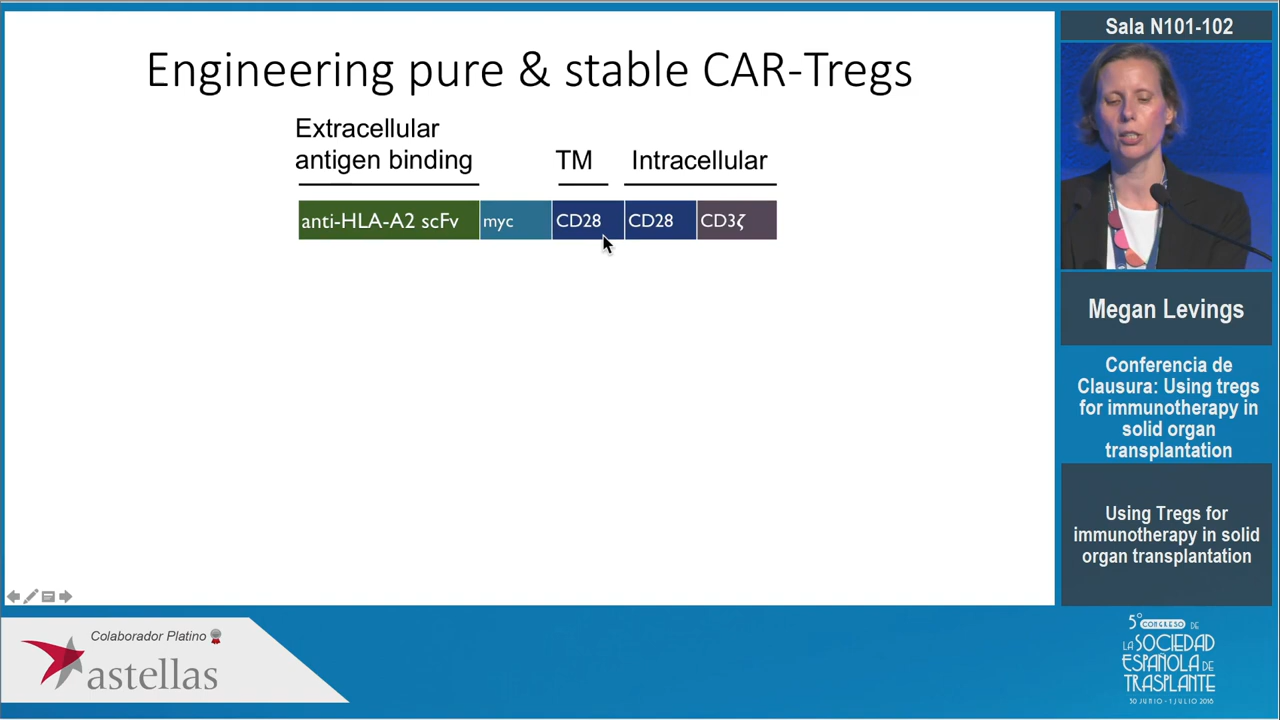 Engineering pure & stable CAR-Tregs
Extracellular
antigen binding
TM
Intracellular
anti-HLA-A2 scFv
myc
CD28
CD28
CD3ζ
Sala N101-102
Megan Levings
Conferencia de
Clausura: Using tregs
for immunotherapy in
solid organ
transplantation
Using Tregs for
immunotherapy in solid
organ transplantation
Colaborador Platino
astellas
5º CONGRESO DE
LA SOCIEDAD
ESPAÑOLA DE
TRASPLANTE
30 JUNIO - 1 JULIO 2018